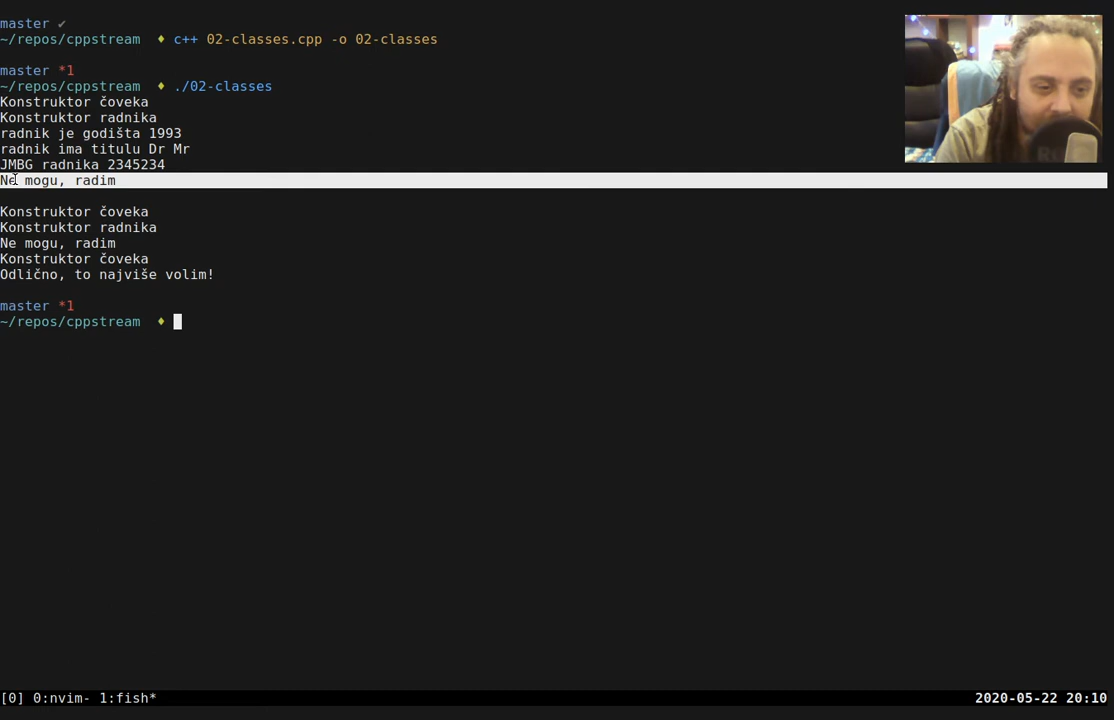 master ✔
~/repos/cppstream ♦ c++ 02-classes.cpp -o 02-classes
master *1
~/repos/cppstream ♦ ./02-classes
Konstruktor čoveka
Konstruktor radnika
radnik je godišta 1993
radnik ima titulu Dr Mr
JMBG radnika 2345234
Ne mogu, radim
Konstruktor čoveka
Konstruktor radnika
Ne mogu, radim
Konstruktor čoveka
Odlično, to najviše volim!
master *1
~/repos/cppstream ♦
[0] 0:nvim- 1:fish* 2020-05-22 20:10